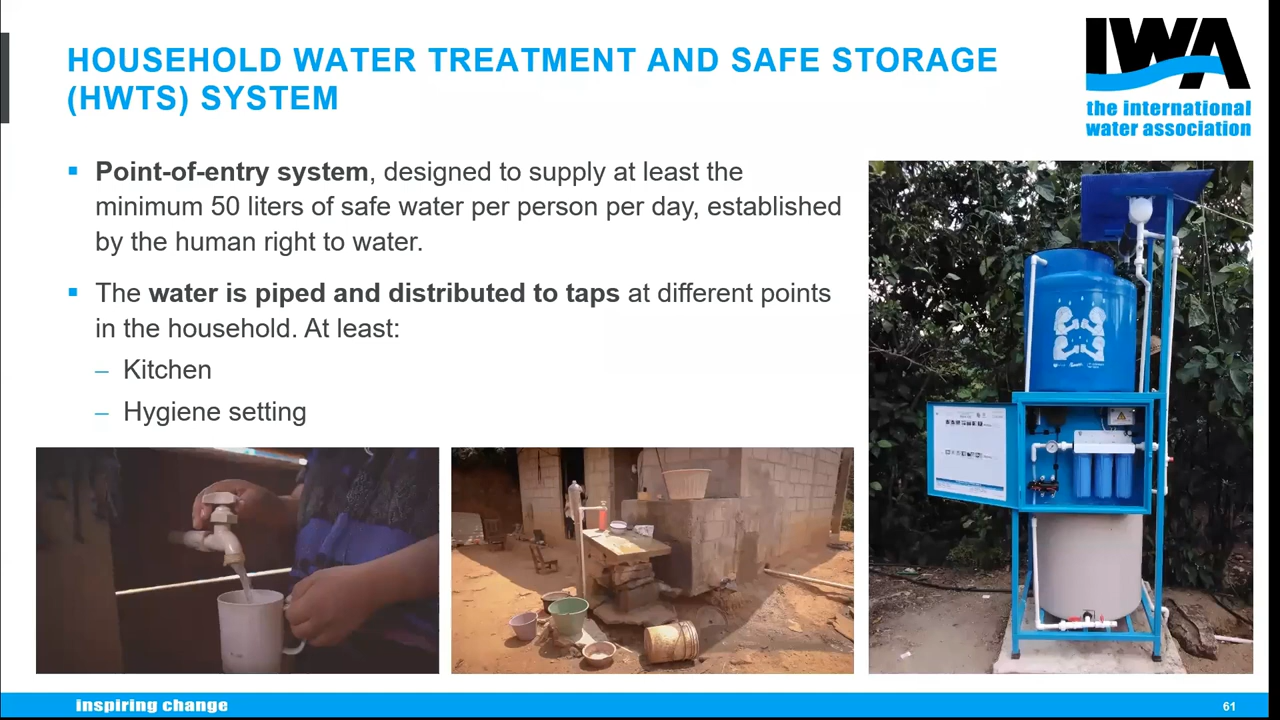 HOUSEHOLD WATER TREATMENT AND SAFE STORAGE
(HWTS) SYSTEM
IWA
the international
water association
▪ Point-of-entry system, designed to supply at least the
minimum 50 liters of safe water per person per day, established
by the human right to water.
▪ The water is piped and distributed to taps at different points
in the household. At least:
– Kitchen
– Hygiene setting
inspiring change
61